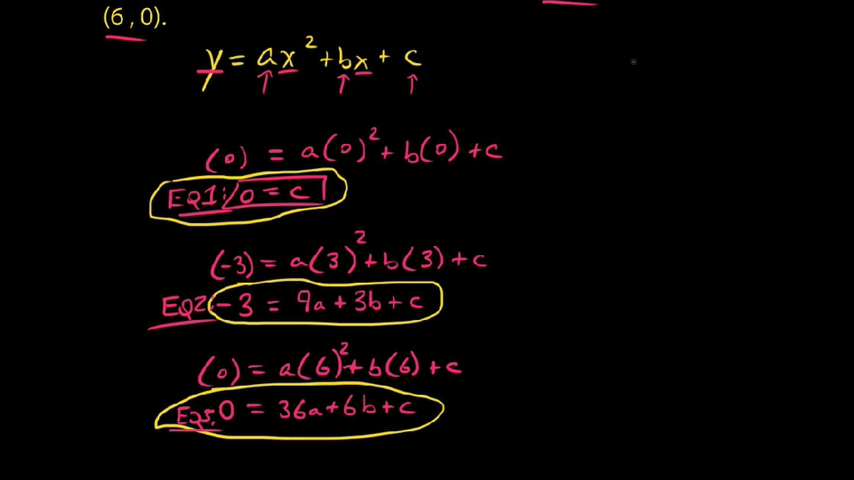 (6,0).
y = ax² + bx + c
(0) = a(0)² + b(0) + c
EQ1: 0 = c
(-3) = a(3)² + b(3) + c
EQ2: -3 = 9a + 3b + c
(0) = a(6)² + b(6) + c
EQ3: 0 = 36a + 6b + c